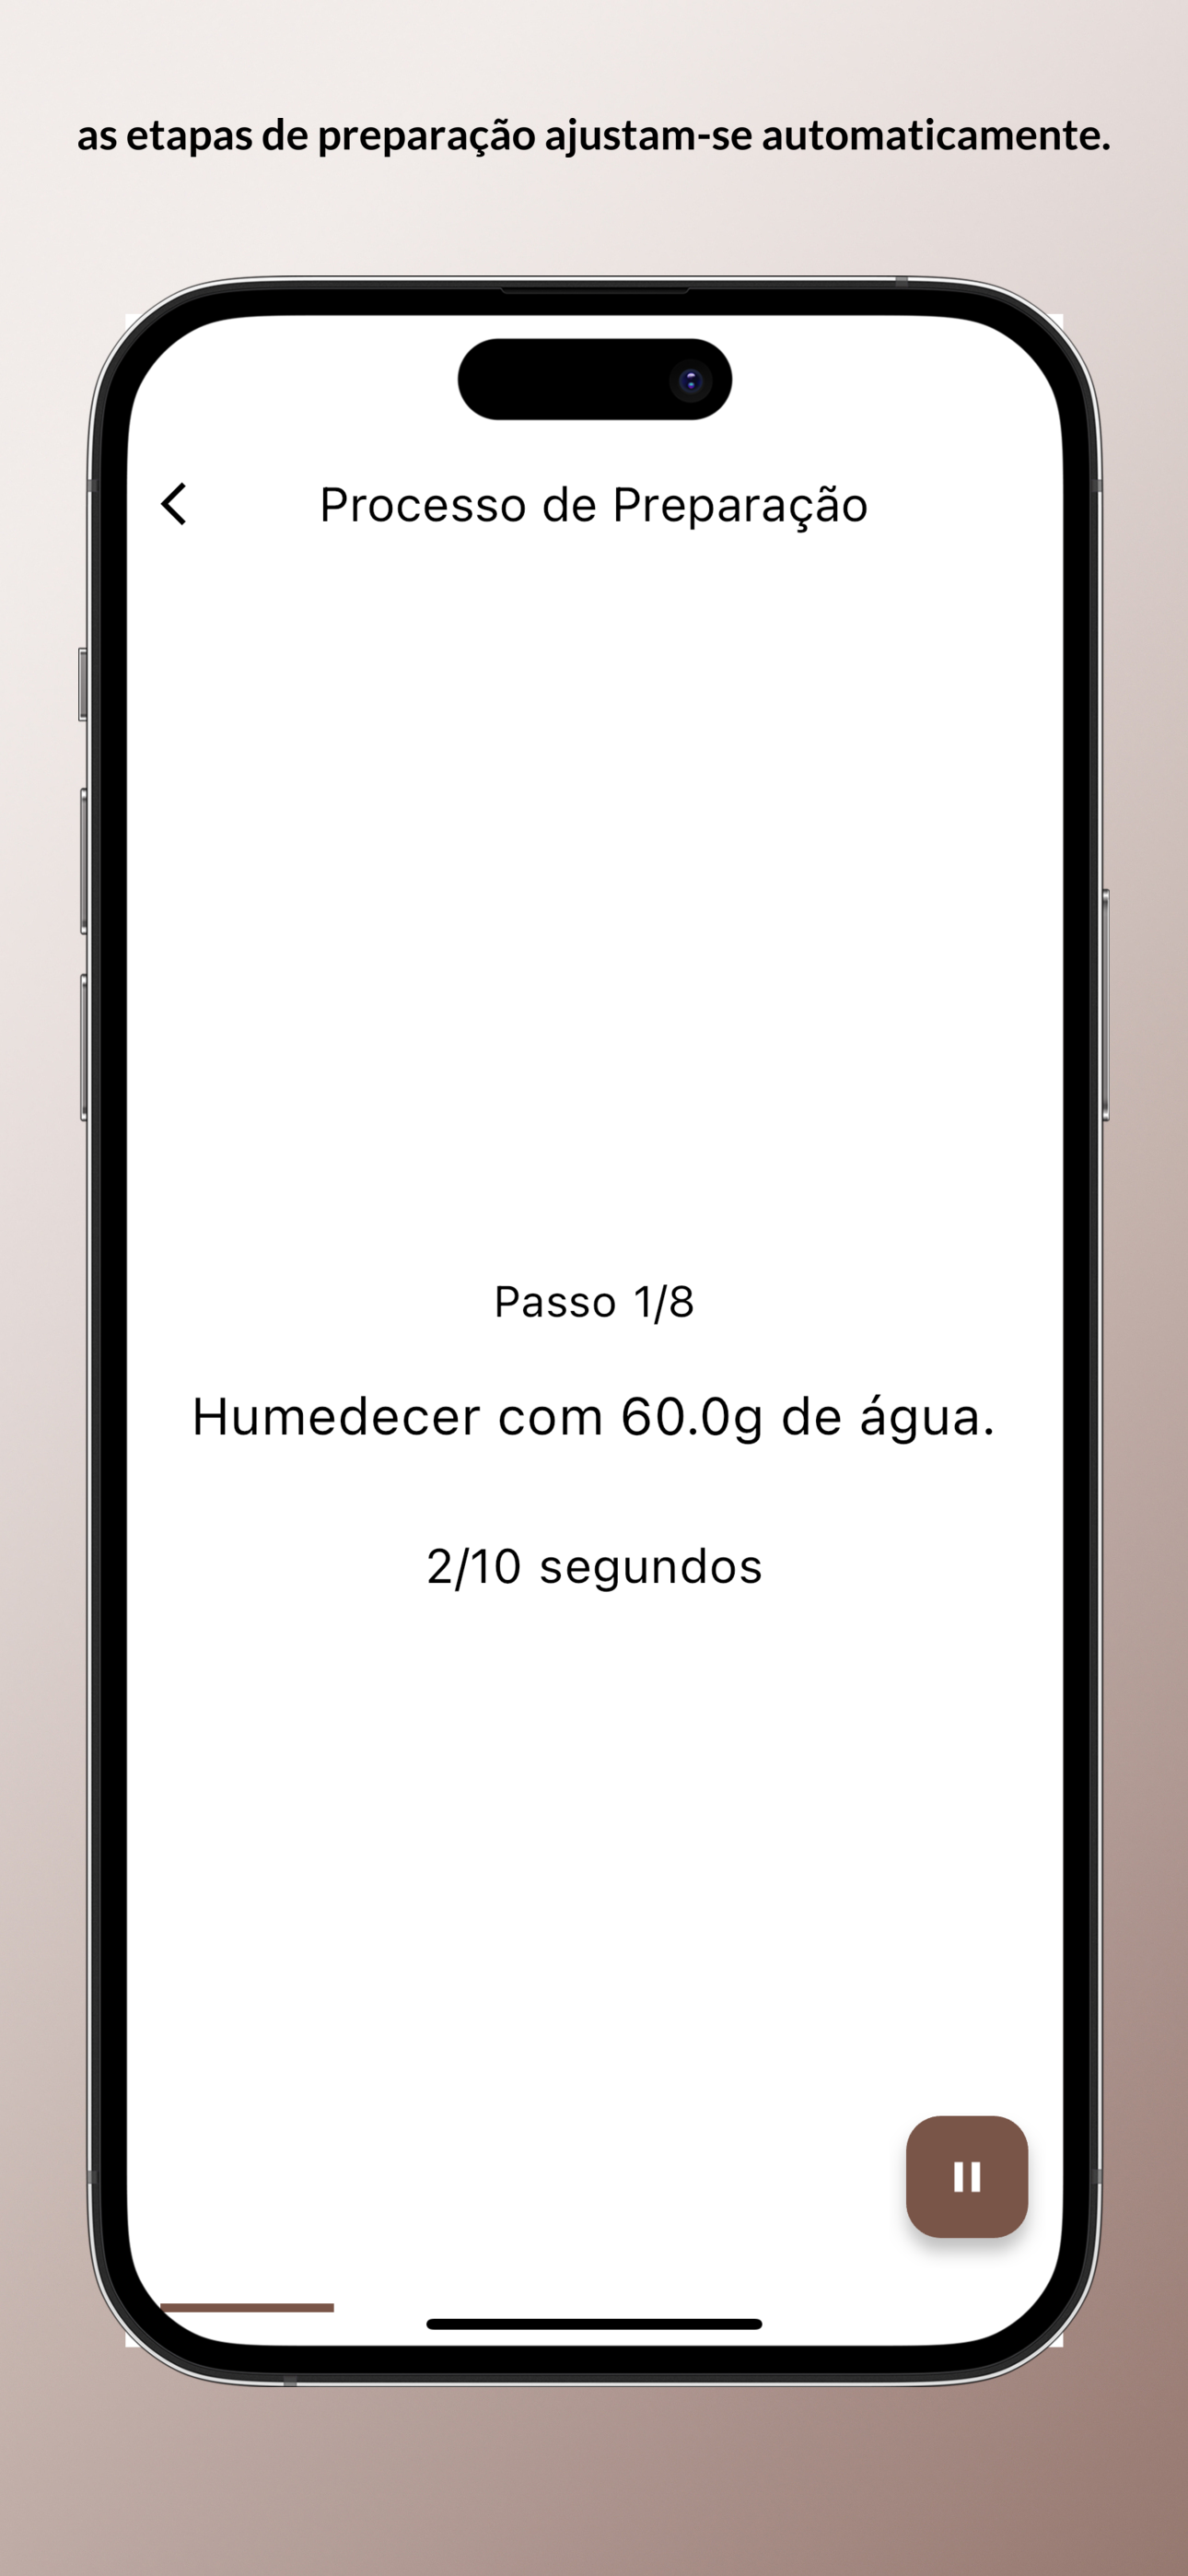 as etapas de preparação ajustam-se automaticamente.
Processo de Preparação
Passo 1/8
Humedecer com 60.0g de água.
2/10 segundos